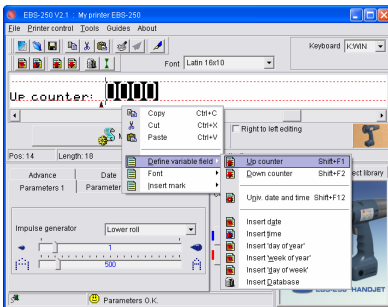 EBS-250 V2.1 : My printer EBS-250
File Printer control Tools Guides About
Keyboard K:WIN
Font Latin 16x10
Up counter: 0000
Copy Ctrl+C
Cut Ctrl+X
Paste Ctrl+V
Right to left editing
Pos: 14 Length: 18
Define variable field
Font
Insert mark
Up counter Shift+F1
Down counter Shift+F2
Univ. date and time Shift+F12
Insert date
Insert time
Insert 'day of year'
Insert 'week of year'
Insert 'day of week'
Insert Database
ect library
Advance Date
Parameters 1 Parameter
Impulse generator Lower roll
1
500
HANDJET
Parameters O.K.